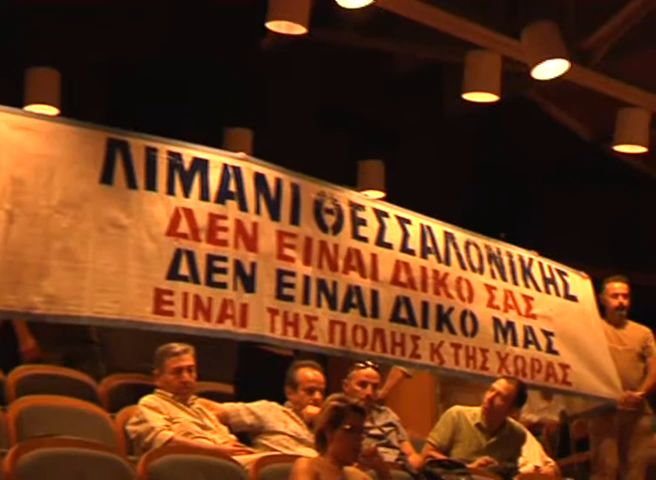 ΛΙΜΑΝΙ ΘΕΣΣΑΛΟΝΙΚΗΣ
ΔΕΝ ΕΙΝΑΙ ΔΙΚΟ ΣΑΣ
ΔΕΝ ΕΙΝΑΙ ΔΙΚΟ ΜΑΣ
ΕΙΝΑΙ ΤΗΣ ΠΟΛΗΣ Κ ΤΗΣ ΧΩΡΑΣ